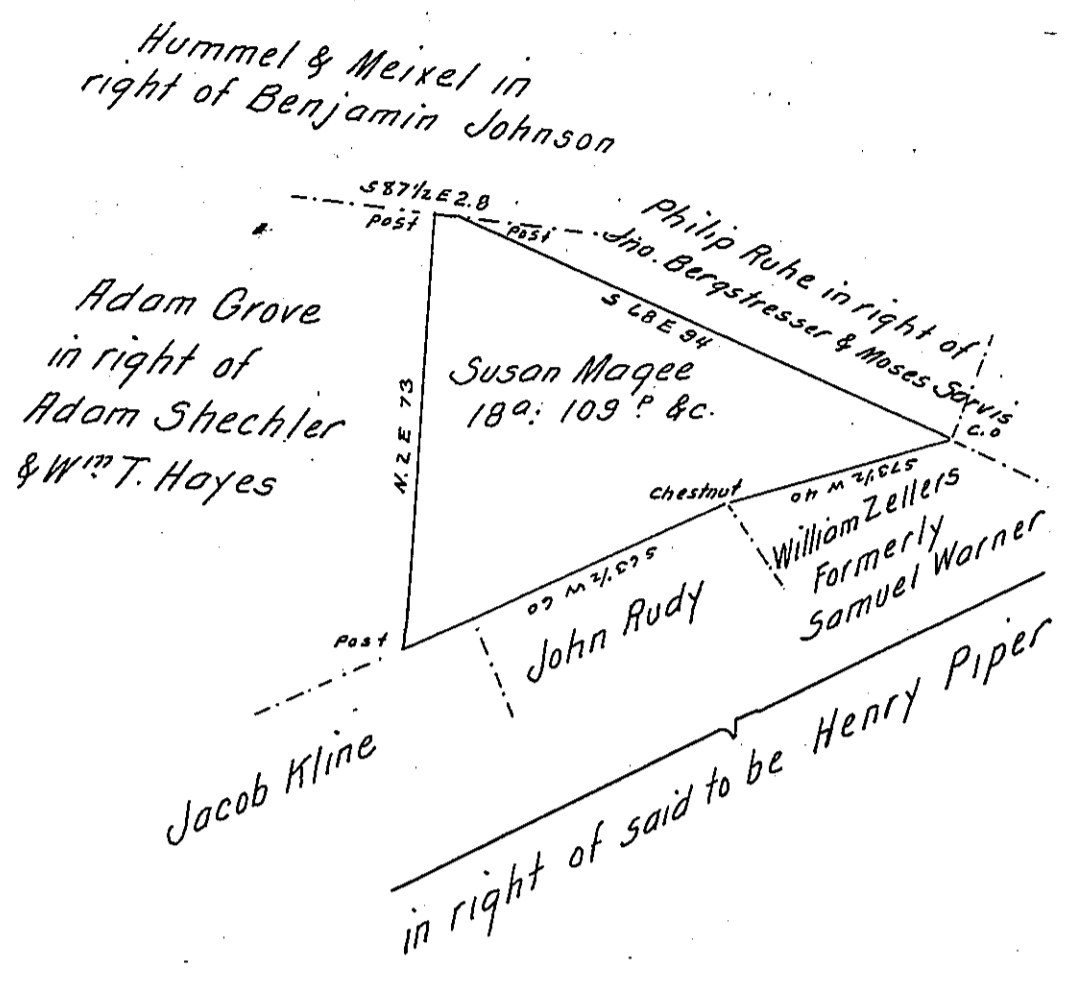 Hummel & Meixel in
right of Benjamin Johnson
S 87½ E 2.8
Post
Post
Philip Ruhe in right of
Jno. Bergstresser & Moses Sarvis
S 68 E 94
C.O
Adam Grove
in right of
Adam Shechler
& Wm T. Hayes
N. 2 E 73
Susan Magee
18a: 109 P &c.
Chestnut
S 73½ W 40
William Zellers
Formerly
Samuel Warner
S 63½ W 60
John Rudy
Post
Jacob Kline
in right of said to be Henry Piper